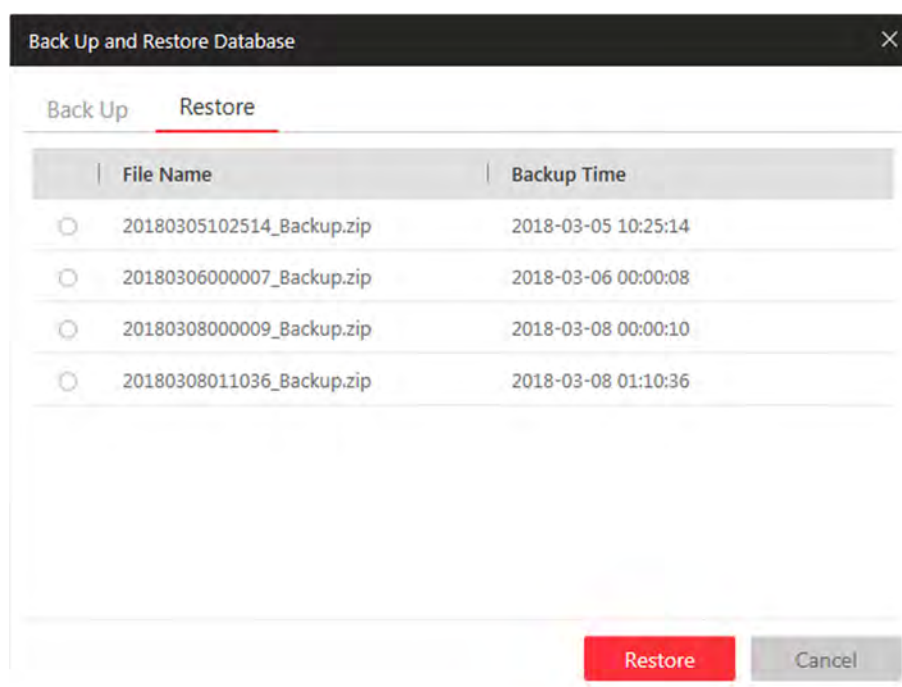 Back Up and Restore Database
Back Up Restore
File Name Backup Time
20180305102514_Backup.zip 2018-03-05 10:25:14
20180306000007_Backup.zip 2018-03-06 00:00:08
20180308000009_Backup.zip 2018-03-08 00:00:10
20180308011036_Backup.zip 2018-03-08 01:10:36
Restore Cancel